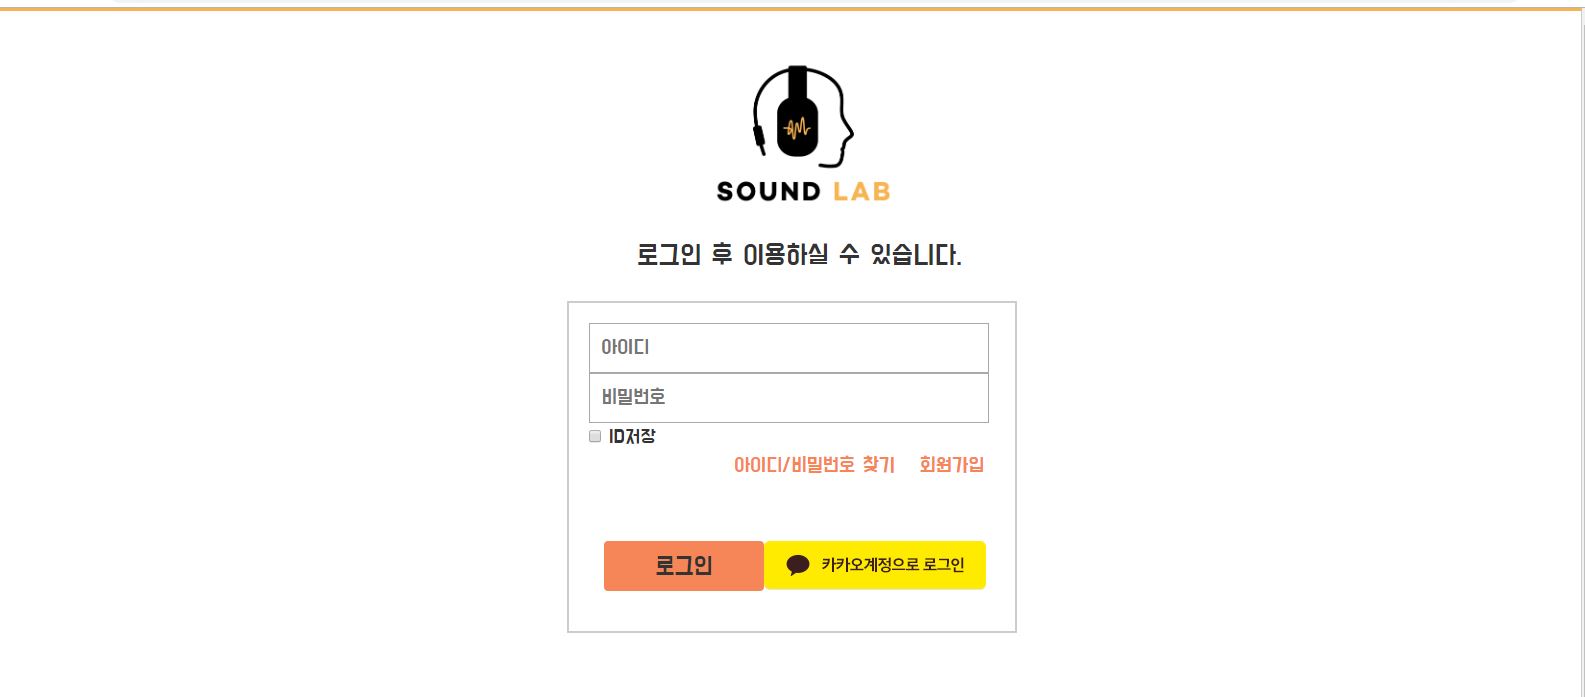 SOUND LAB
로그인 후 이용하실 수 있습니다.
아이디
비밀번호
ID저장
아이디/비밀번호 찾기 회원가입
로그인 카카오계정으로 로그인